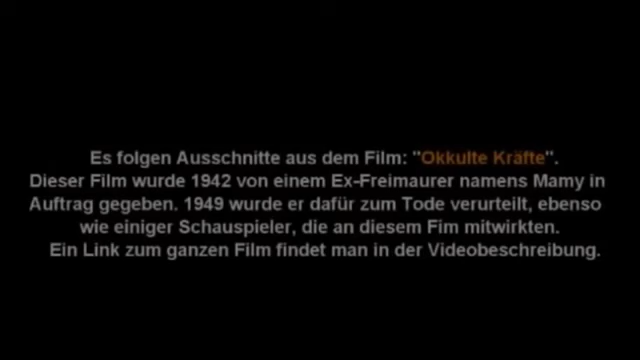 Es folgen Ausschnitte aus dem Film: "Okkulte Kräfte".
Dieser Film wurde 1942 von einem Ex-Freimaurer namens Mamy in
Auftrag gegeben. 1949 wurde er dafür zum Tode verurteilt, ebenso
wie einiger Schauspieler, die an diesem Fim mitwirkten.
Ein Link zum ganzen Film findet man in der Videobeschreibung.